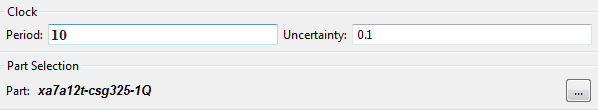 Clock
Period: 10 Uncertainty: 0.1
Part Selection
Part: xa7a12t-csg325-1Q ...